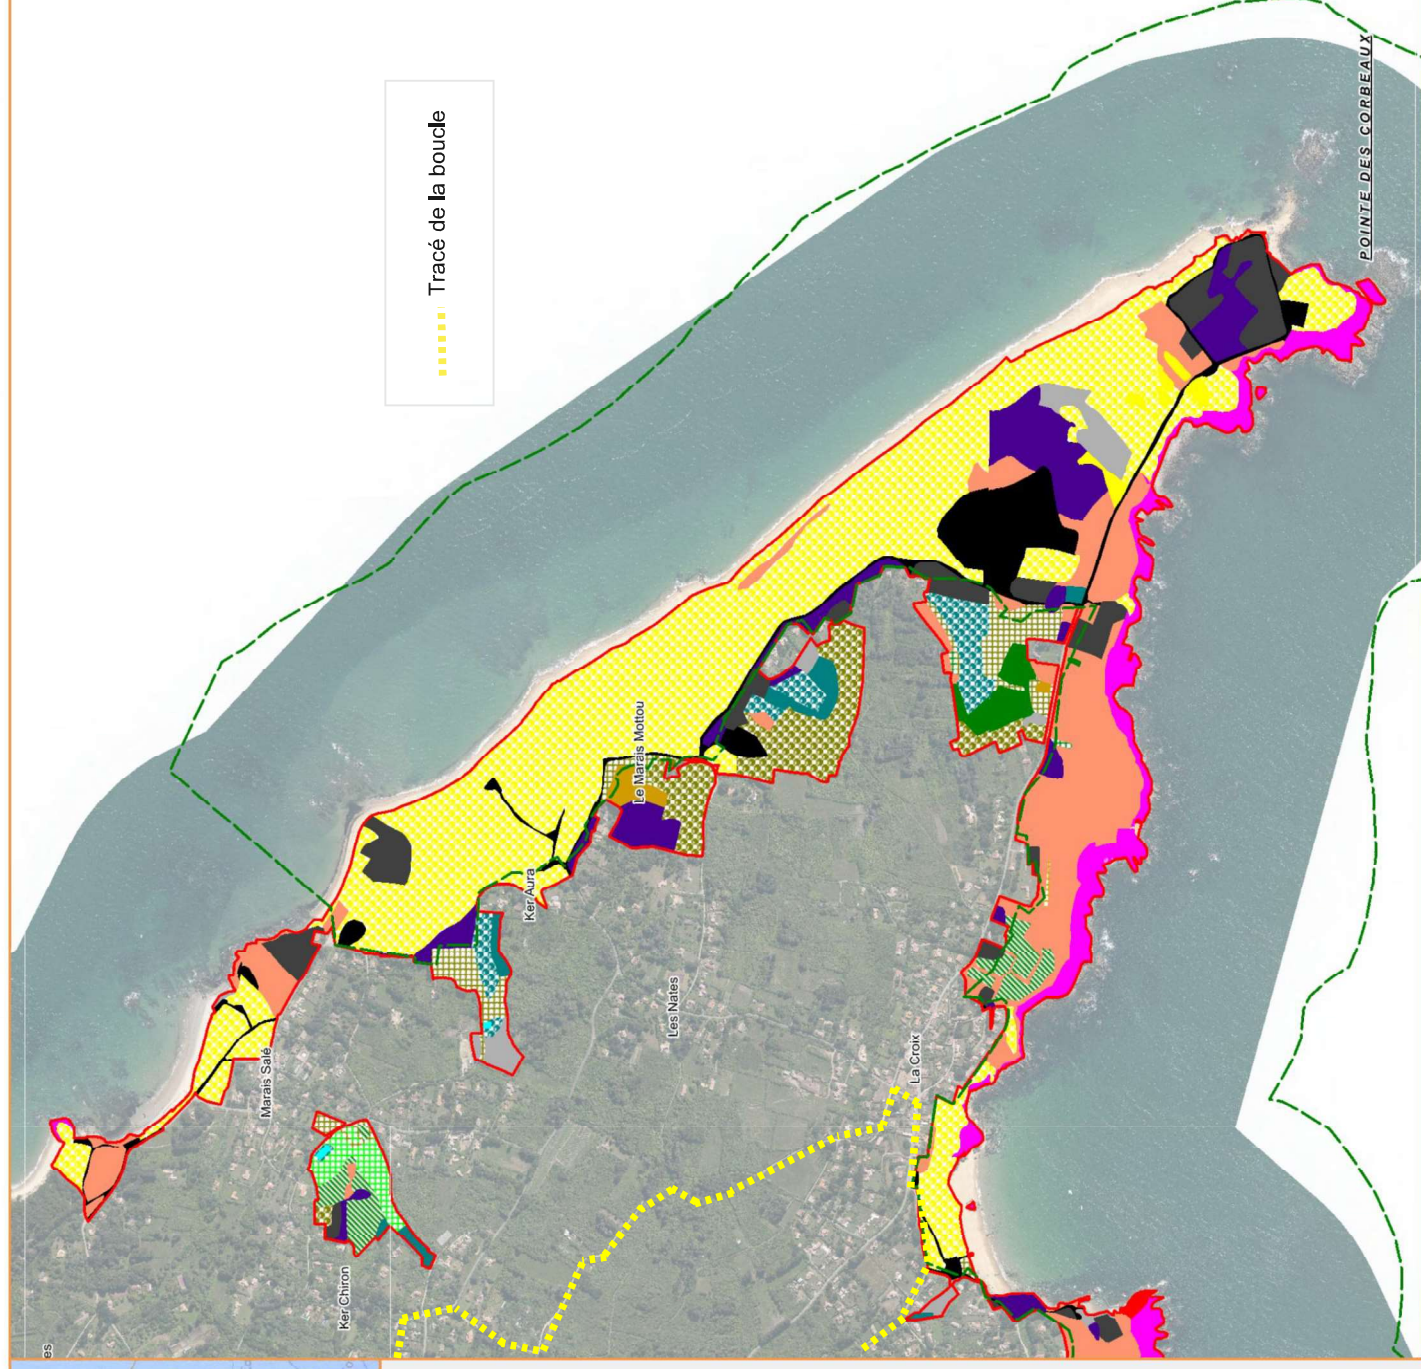 Tracé de la boucle
POINTE DES CORBEAUX
Le Marais Mottou
Ker Aura
Les Nates
La Croix
Marais Salé
Ker Chiron
es